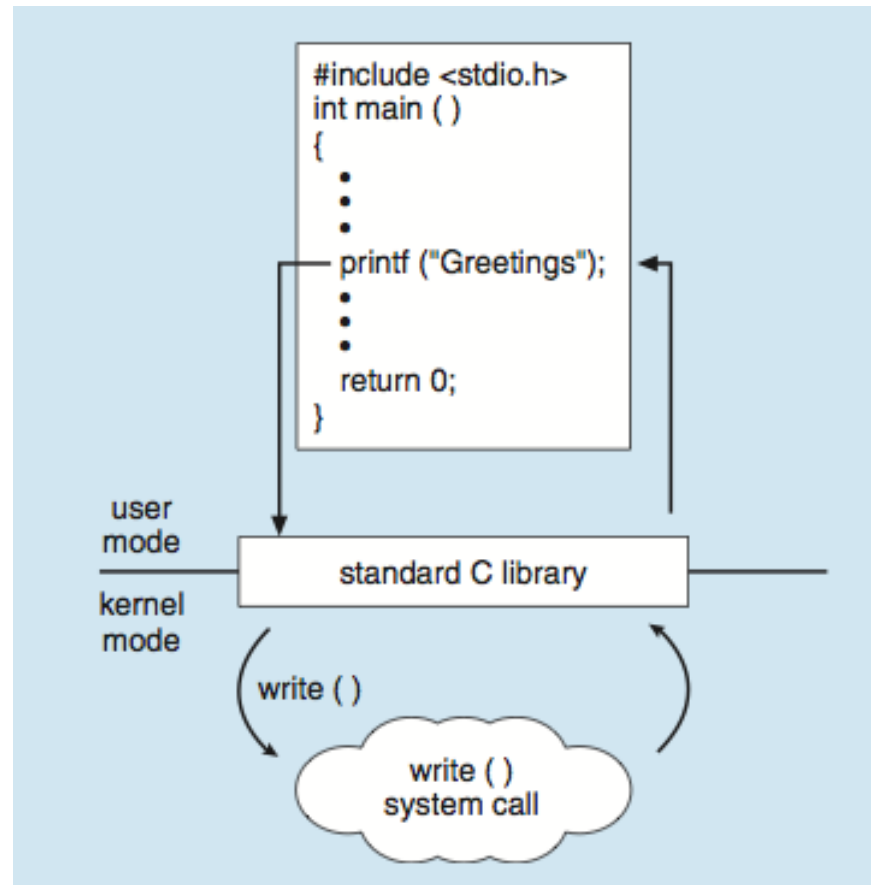 #include <stdio.h>
int main ( )
{
•
•
•
printf ("Greetings");
•
•
•
return 0;
}
user
mode
standard C library
kernel
mode
write ( )
write ( )
system call